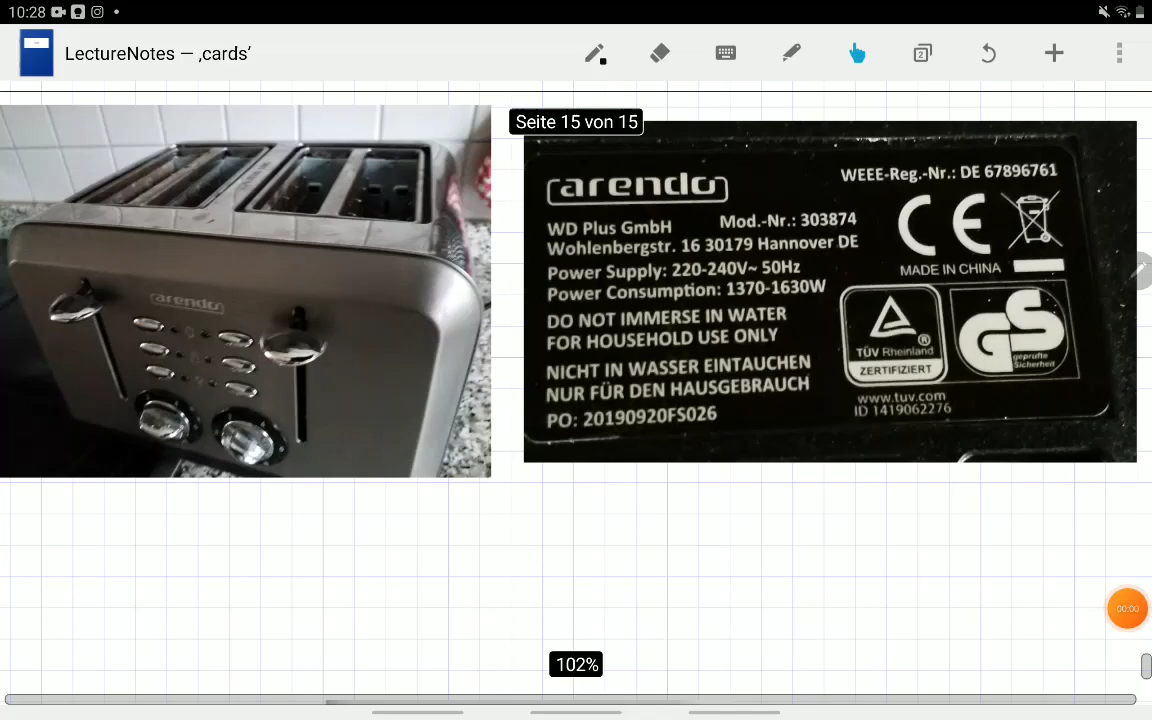 10:28
LectureNotes — ‚cards‘
2
Seite 15 von 15
arendo
arendo
WEEE-Reg.-Nr.: DE 67896761
WD Plus GmbH Mod.-Nr.: 303874
Wohlenbergstr. 16 30179 Hannover DE
Power Supply: 220-240V~ 50Hz
Power Consumption: 1370-1630W
DO NOT IMMERSE IN WATER
FOR HOUSEHOLD USE ONLY
NICHT IN WASSER EINTAUCHEN
NUR FÜR DEN HAUSGEBRAUCH
PO: 20190920FS026
CE
MADE IN CHINA
TÜV Rheinland
ZERTIFIZIERT
GS
geprüfte
Sicherheit
www.tuv.com
ID 1419062276
00:00
102%